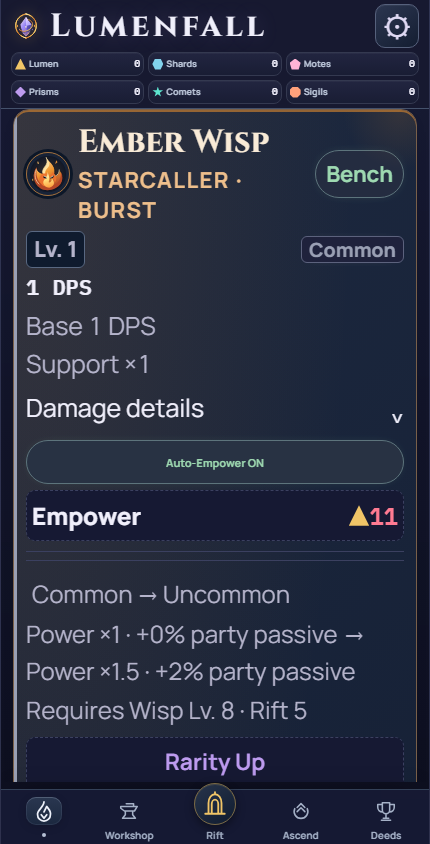 LUMENFALL
Lumen 0 Shards 0 Motes 0
Prisms 0 Comets 0 Sigils 0
EMBER WISP
STARCALLER ·
BURST
Bench
Lv. 1 Common
1 DPS
Base 1 DPS
Support ×1
Damage details v
Auto-Empower ON
Empower 11
Common → Uncommon
Power ×1 · +0% party passive →
Power ×1.5 · +2% party passive
Requires Wisp Lv. 8 · Rift 5
Rarity Up
Workshop Rift Ascend Deeds